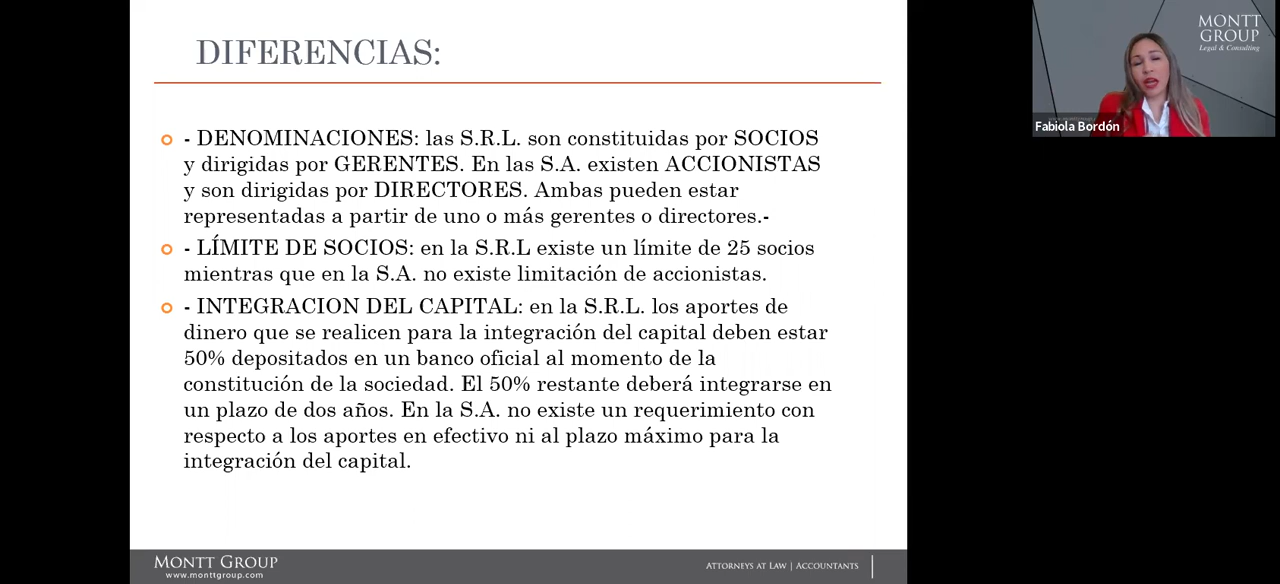 DIFERENCIAS:
- DENOMINACIONES: las S.R.L. son constituidas por SOCIOS
y dirigidas por GERENTES. En las S.A. existen ACCIONISTAS
y son dirigidas por DIRECTORES. Ambas pueden estar
representadas a partir de uno o más gerentes o directores.-
- LÍMITE DE SOCIOS: en la S.R.L existe un límite de 25 socios
mientras que en la S.A. no existe limitación de accionistas.
- INTEGRACION DEL CAPITAL: en la S.R.L. los aportes de
dinero que se realicen para la integración del capital deben estar
50% depositados en un banco oficial al momento de la
constitución de la sociedad. El 50% restante deberá integrarse en
un plazo de dos años. En la S.A. no existe un requerimiento con
respecto a los aportes en efectivo ni al plazo máximo para la
integración del capital.
MONTT GROUP
www.monttgroup.com
ATTORNEYS AT LAW | ACCOUNTANTS
MONTT
GROUP
Legal & Consulting
Fabiola Bordón